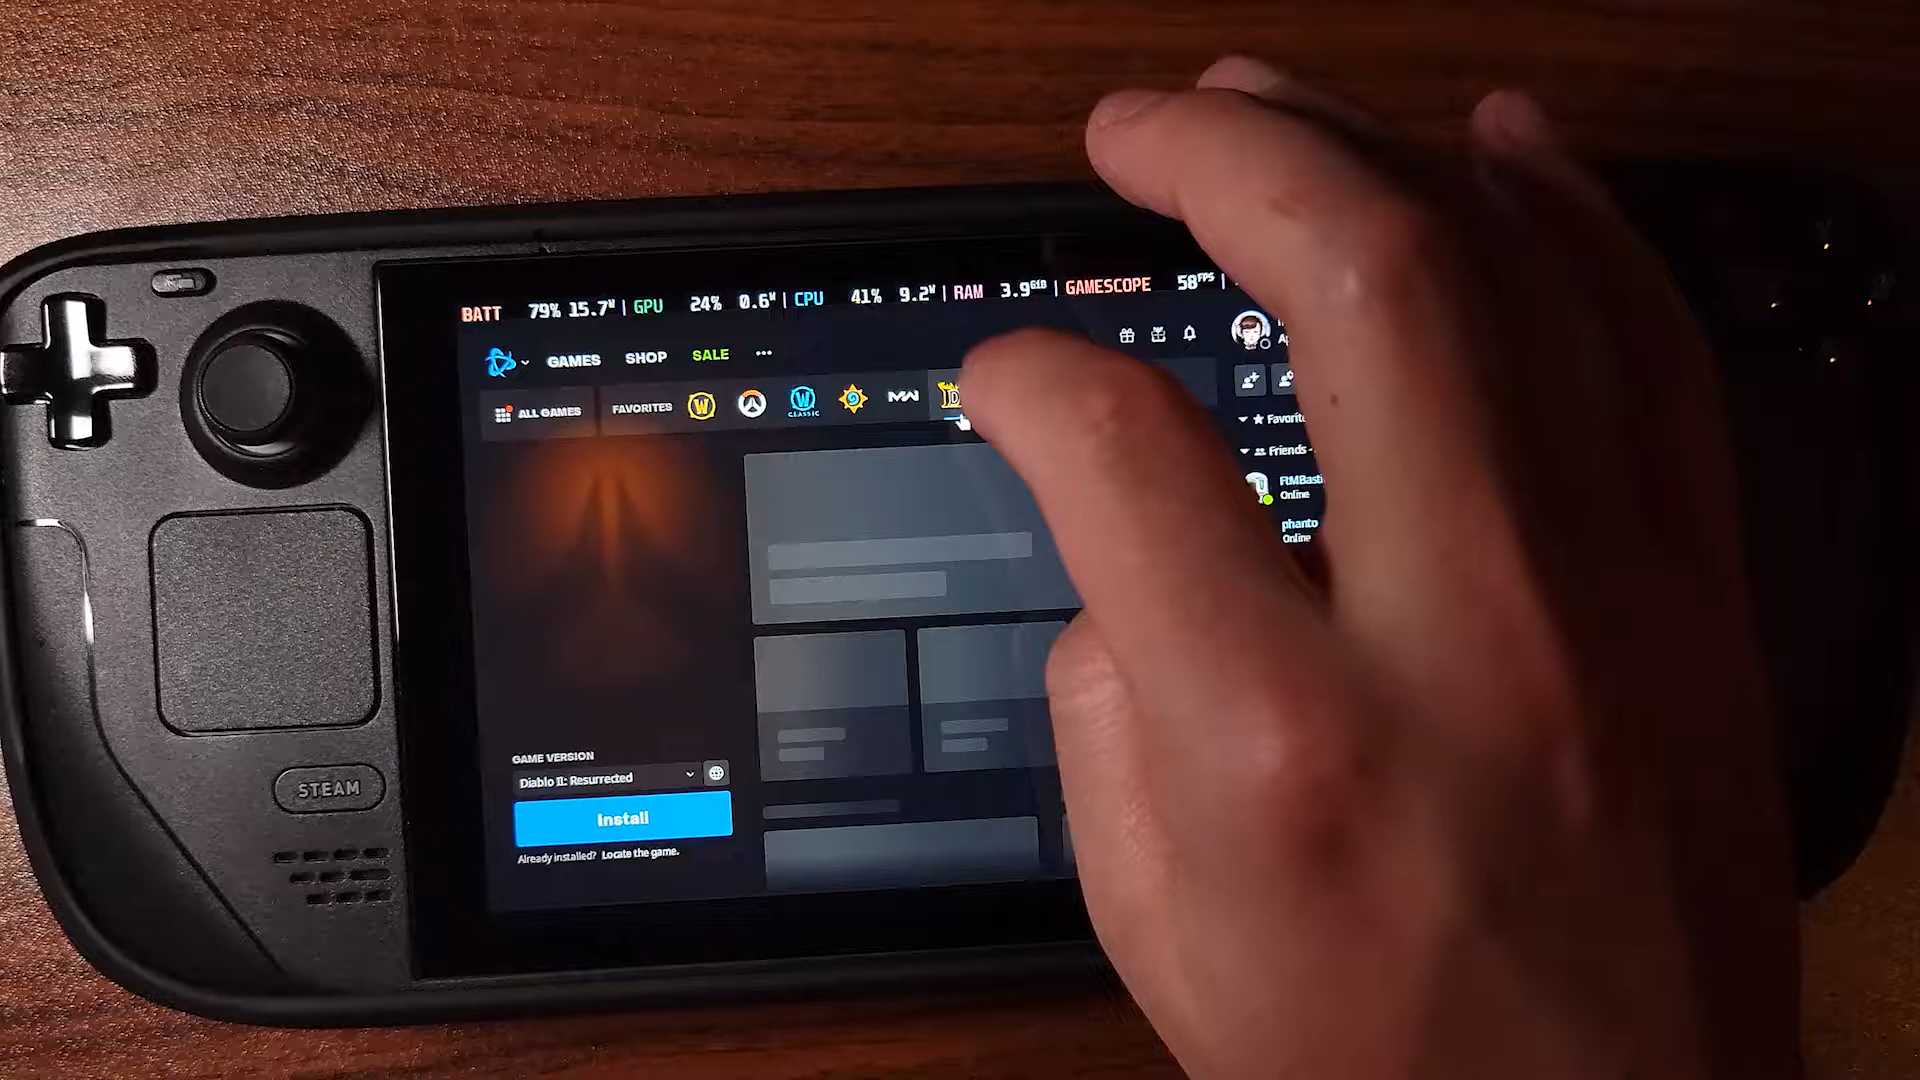 BATT 79% 15.7W | GPU 24% 0.6W | CPU 41% 9.2W | RAM 3.9GiB | GAMESCOPE 58FPS |
GAMES SHOP SALE •••
ALL GAMES FAVORITES W W CLASSIC MW D
Favorite
Friends -
FtMBasti
Online
phanto
Online
GAME VERSION
Diablo II: Resurrected
Install
Already installed? Locate the game.
STEAM